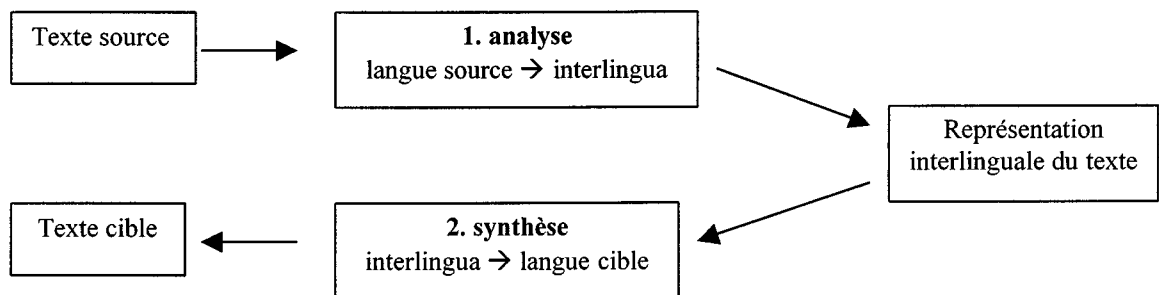 Texte source
1. analyse
langue source → interlingua
Représentation
interlinguale du texte
Texte cible
2. synthèse
interlingua → langue cible